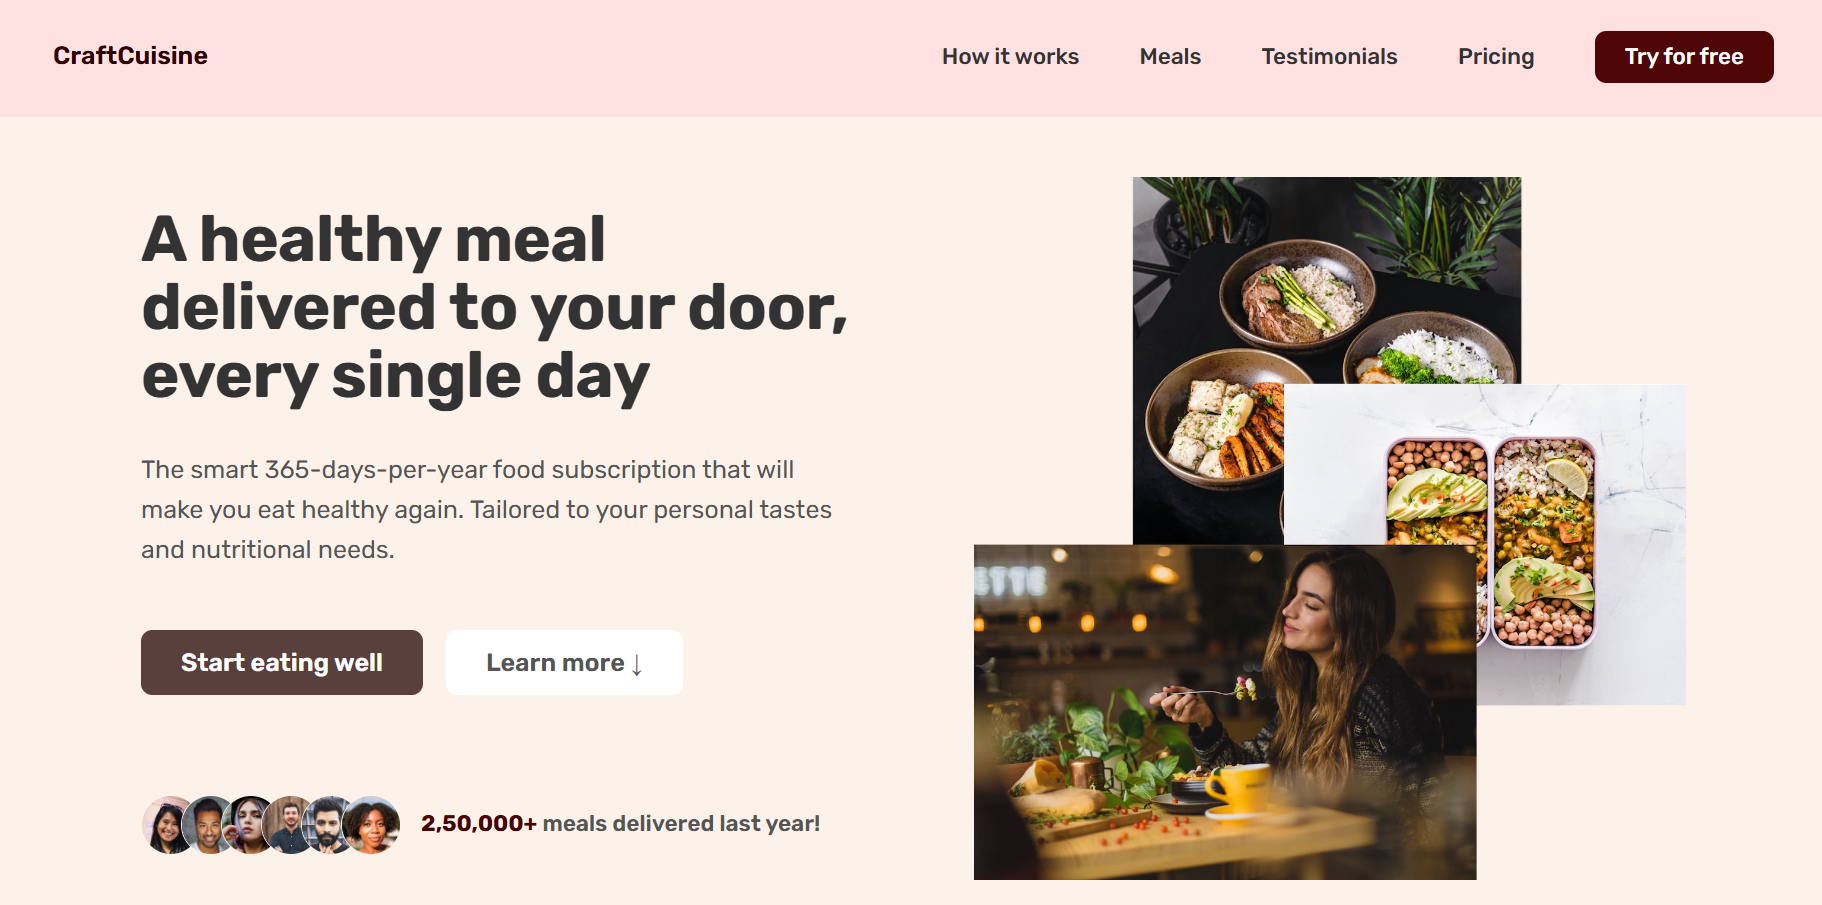 CraftCuisine
How it works
Meals
Testimonials
Pricing
Try for free
A healthy meal
delivered to your door,
every single day
The smart 365-days-per-year food subscription that will
make you eat healthy again. Tailored to your personal tastes
and nutritional needs.
Start eating well
Learn more ↓
2,50,000+ meals delivered last year!
ETTE